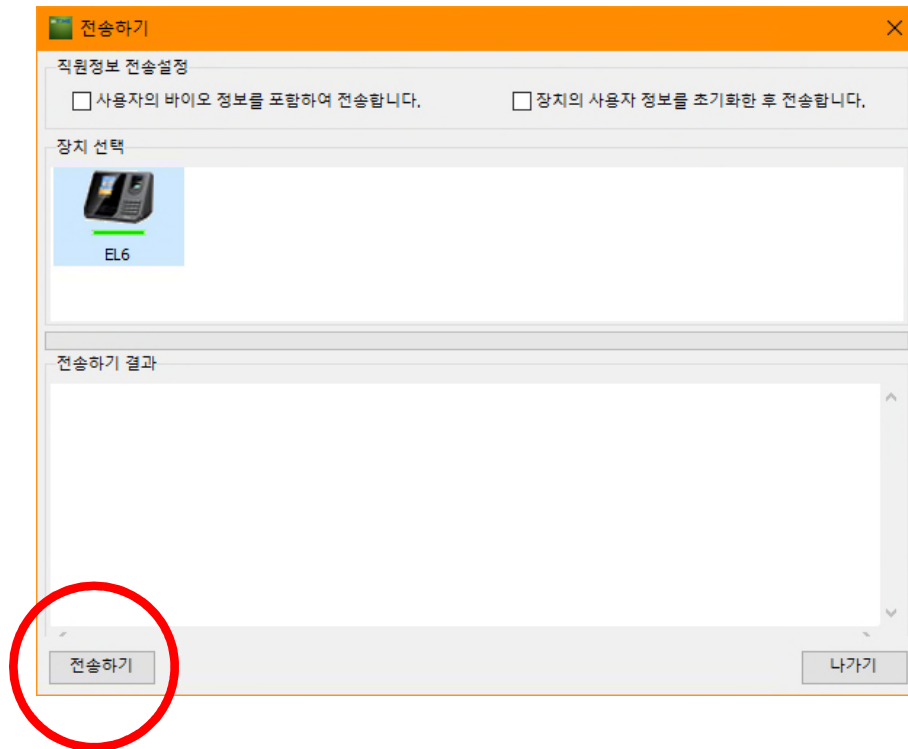 전송하기
직원정보 전송설정
사용자의 바이오 정보를 포함하여 전송합니다.
장치의 사용자 정보를 초기화한 후 전송합니다.
장치 선택
EL6
전송하기 결과
전송하기
나가기